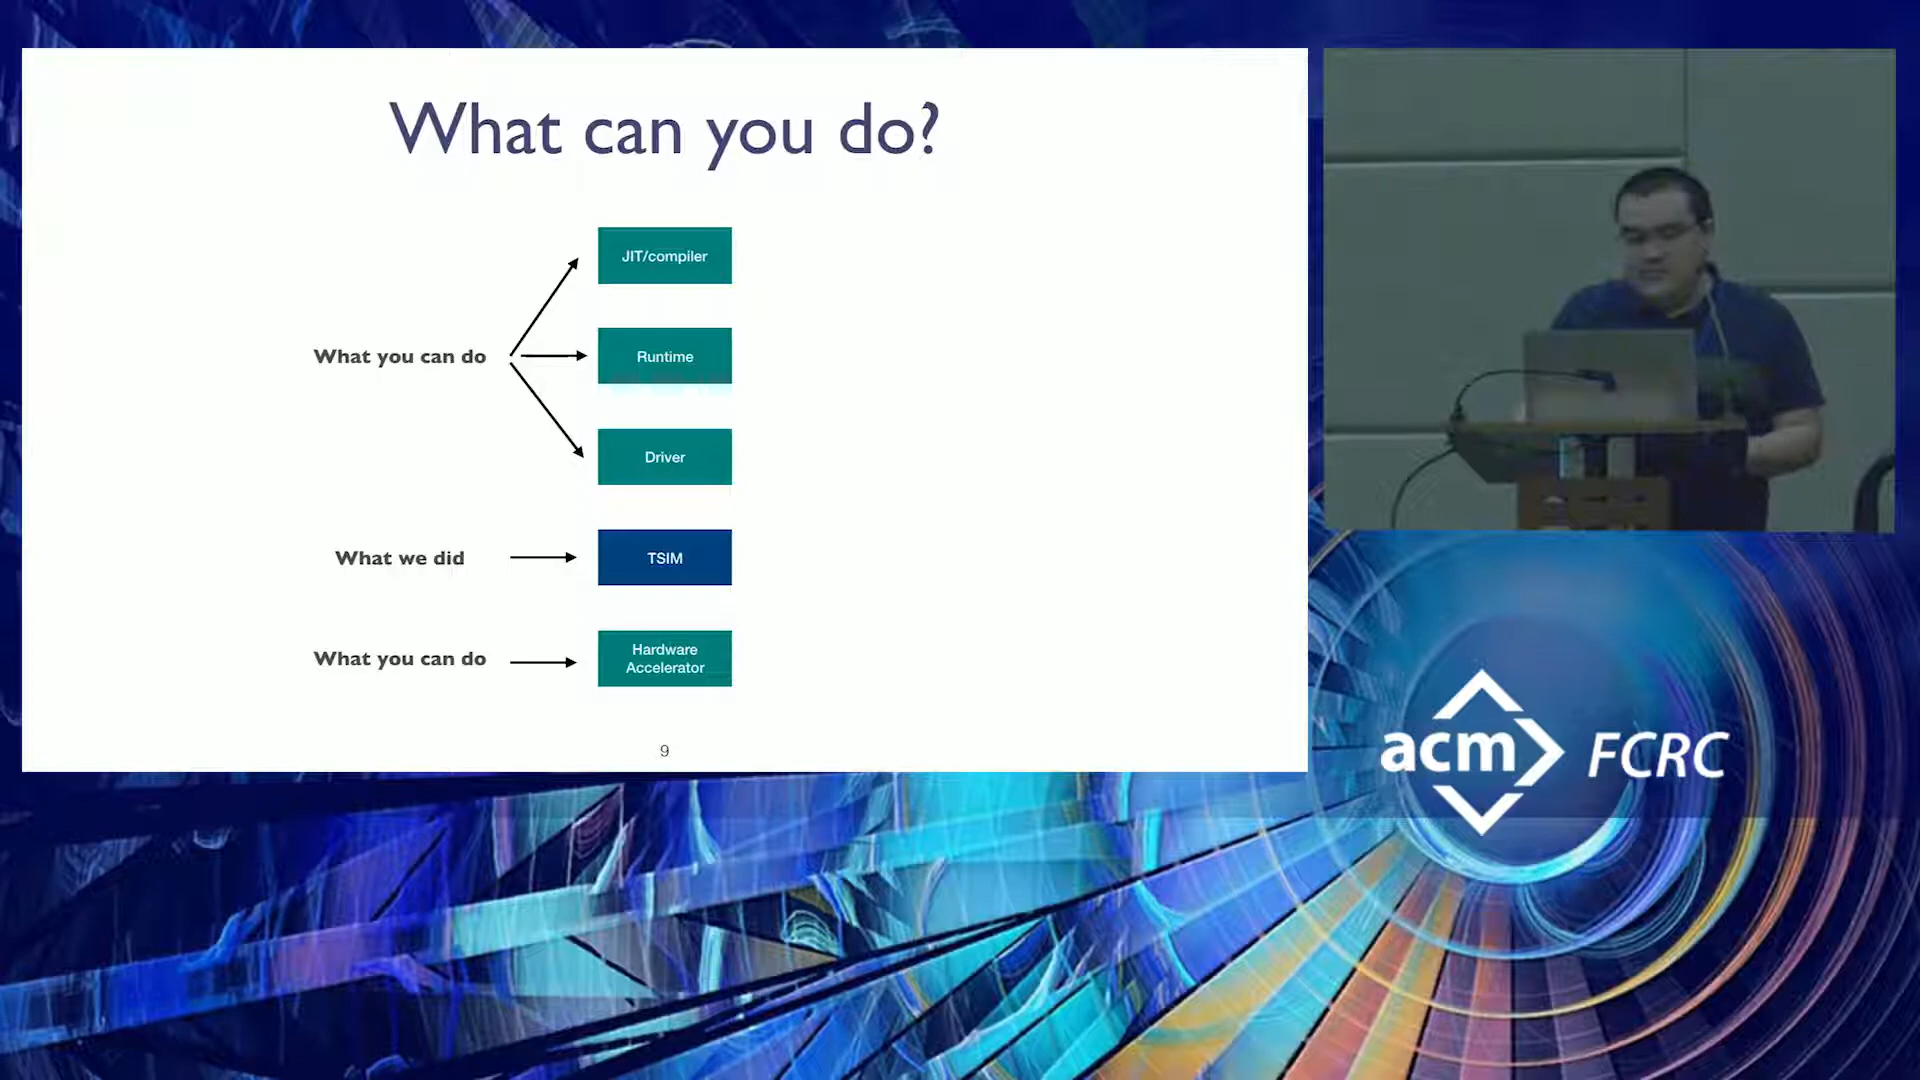 What can you do?
JIT/compiler
What you can do
Runtime
Driver
What we did
TSIM
What you can do
Hardware
Accelerator
9
acm FCRC